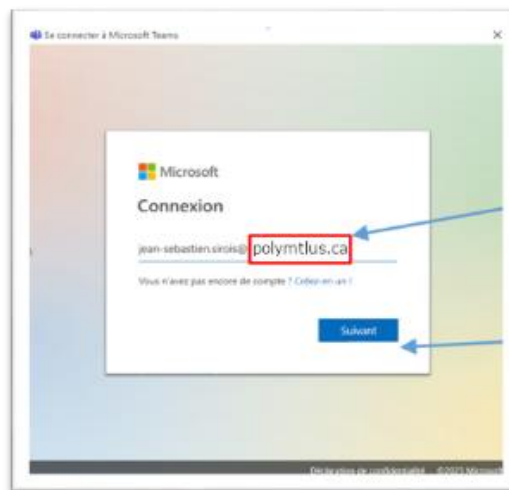 Se connecter à Microsoft Teams
Microsoft
Connexion
jean-sebastien.sirois@polymtlus.ca
Vous n'avez pas encore de compte ? Créez-en un !
Suivant
Déclaration de confidentialité ©2023 Microsoft